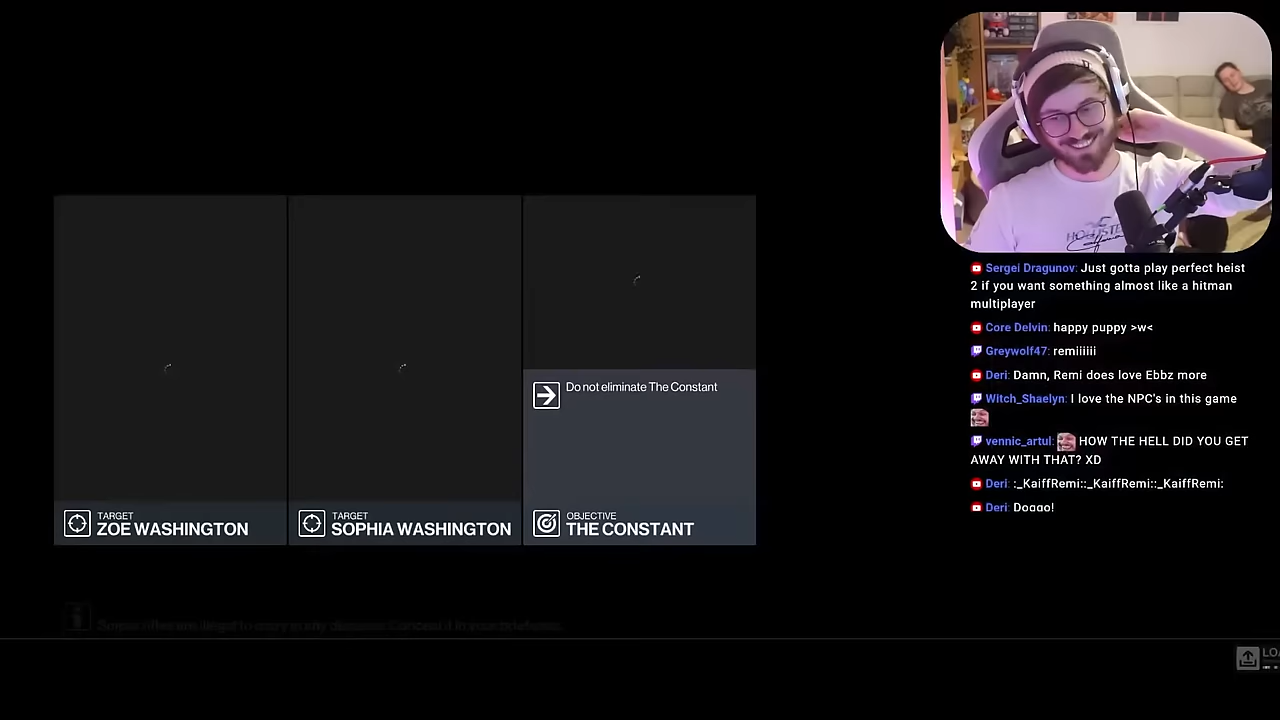 Do not eliminate The Constant
TARGET
ZOE WASHINGTON
TARGET
SOPHIA WASHINGTON
OBJECTIVE
THE CONSTANT
Sergei Dragunov: Just gotta play perfect heist
2 if you want something almost like a hitman
multiplayer
Core Delvin: happy puppy >w<
Greywolf47: remiiiiii
Deri: Damn, Remi does love Ebbz more
Witch_Shaelyn: I love the NPC's in this game
vennic_artul: HOW THE HELL DID YOU GET
AWAY WITH THAT? XD
Deri: :_KaiffRemi::_KaiffRemi::_KaiffRemi:
Deri: Doggo!